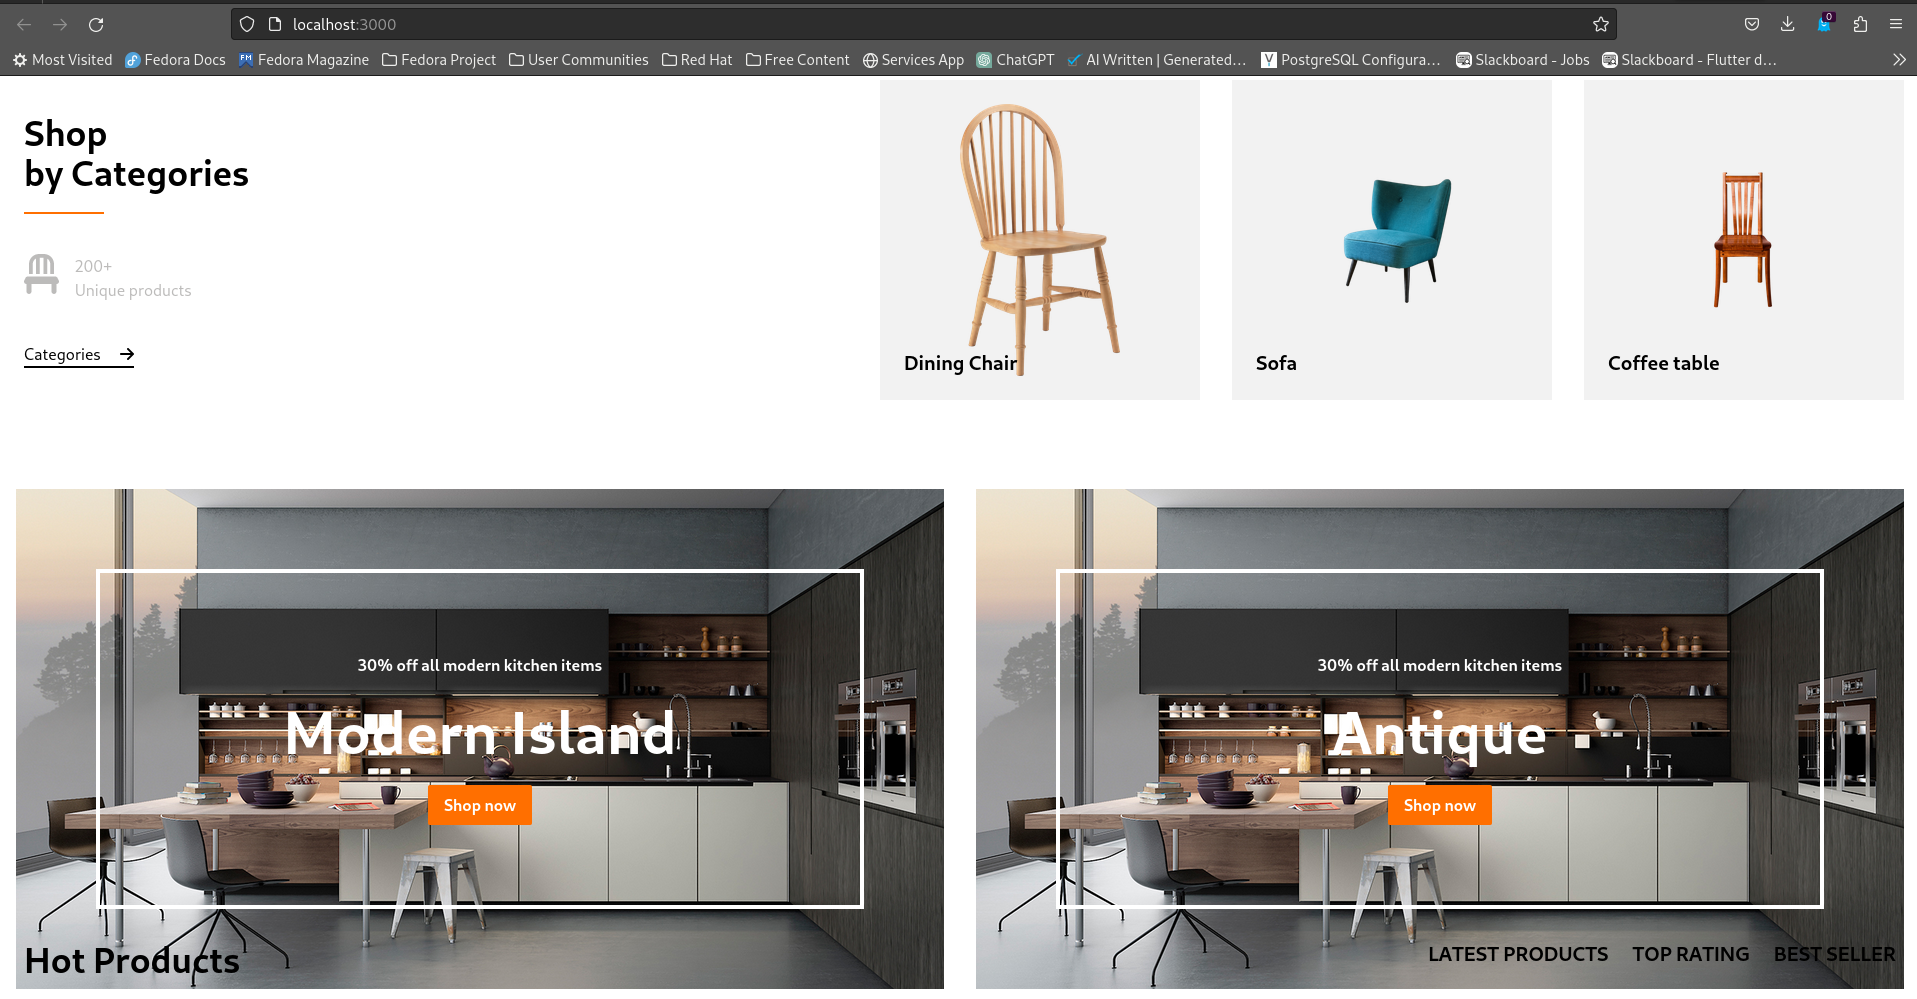 localhost:3000
0
Most Visited
Fedora Docs
Fedora Magazine
Fedora Project
User Communities
Red Hat
Free Content
Services App
ChatGPT
AI Written | Generated…
PostgreSQL Configura…
Slackboard - Jobs
Slackboard - Flutter d…
Shop
by Categories
200+
Unique products
Categories
Dining Chair
Sofa
Coffee table
30% off all modern kitchen items
Modern Island
Shop now
30% off all modern kitchen items
Antique
Shop now
Hot Products
LATEST PRODUCTS
TOP RATING
BEST SELLER